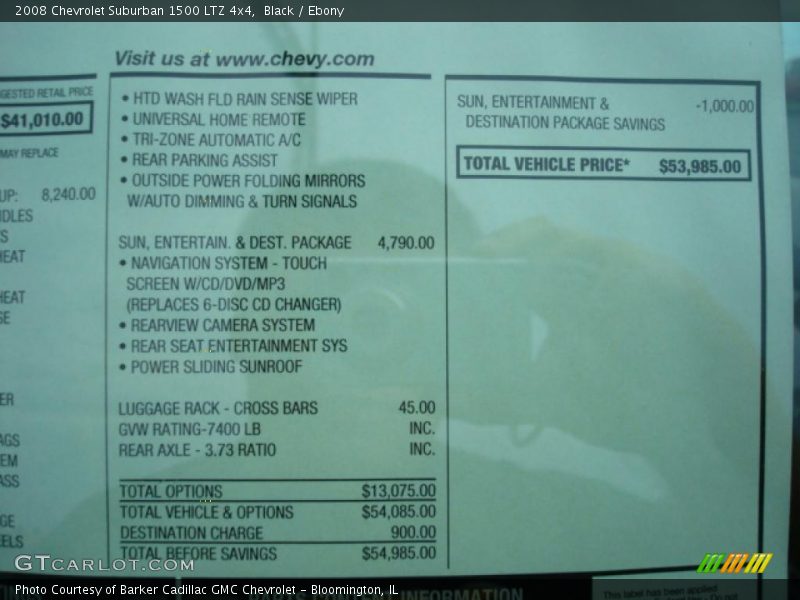 2008 Chevrolet Suburban 1500 LTZ 4x4, Black / Ebony
Visit us at www.chevy.com
GESTED RETAIL PRICE
$41,010.00
MAY REPLACE
UP: 8,240.00
NDLES
S
HEAT
HEAT
SE
ER
AGS
EM
ASS
GE
EELS
• HTD WASH FLD RAIN SENSE WIPER
• UNIVERSAL HOME REMOTE
• TRI-ZONE AUTOMATIC A/C
• REAR PARKING ASSIST
• OUTSIDE POWER FOLDING MIRRORS
W/AUTO DIMMING & TURN SIGNALS
SUN, ENTERTAIN. & DEST. PACKAGE 4,790.00
• NAVIGATION SYSTEM - TOUCH
SCREEN W/CD/DVD/MP3
(REPLACES 6-DISC CD CHANGER)
• REARVIEW CAMERA SYSTEM
• REAR SEAT ENTERTAINMENT SYS
• POWER SLIDING SUNROOF
LUGGAGE RACK - CROSS BARS 45.00
GVW RATING-7400 LB INC.
REAR AXLE - 3.73 RATIO INC.
TOTAL OPTIONS $13,075.00
TOTAL VEHICLE & OPTIONS $54,085.00
DESTINATION CHARGE 900.00
TOTAL BEFORE SAVINGS $54,985.00
SUN, ENTERTAINMENT & -1,000.00
DESTINATION PACKAGE SAVINGS
TOTAL VEHICLE PRICE* $53,985.00
GTCARLOT.COM
This label has been applied
Photo Courtesy of Barker Cadillac GMC Chevrolet - Bloomington, IL